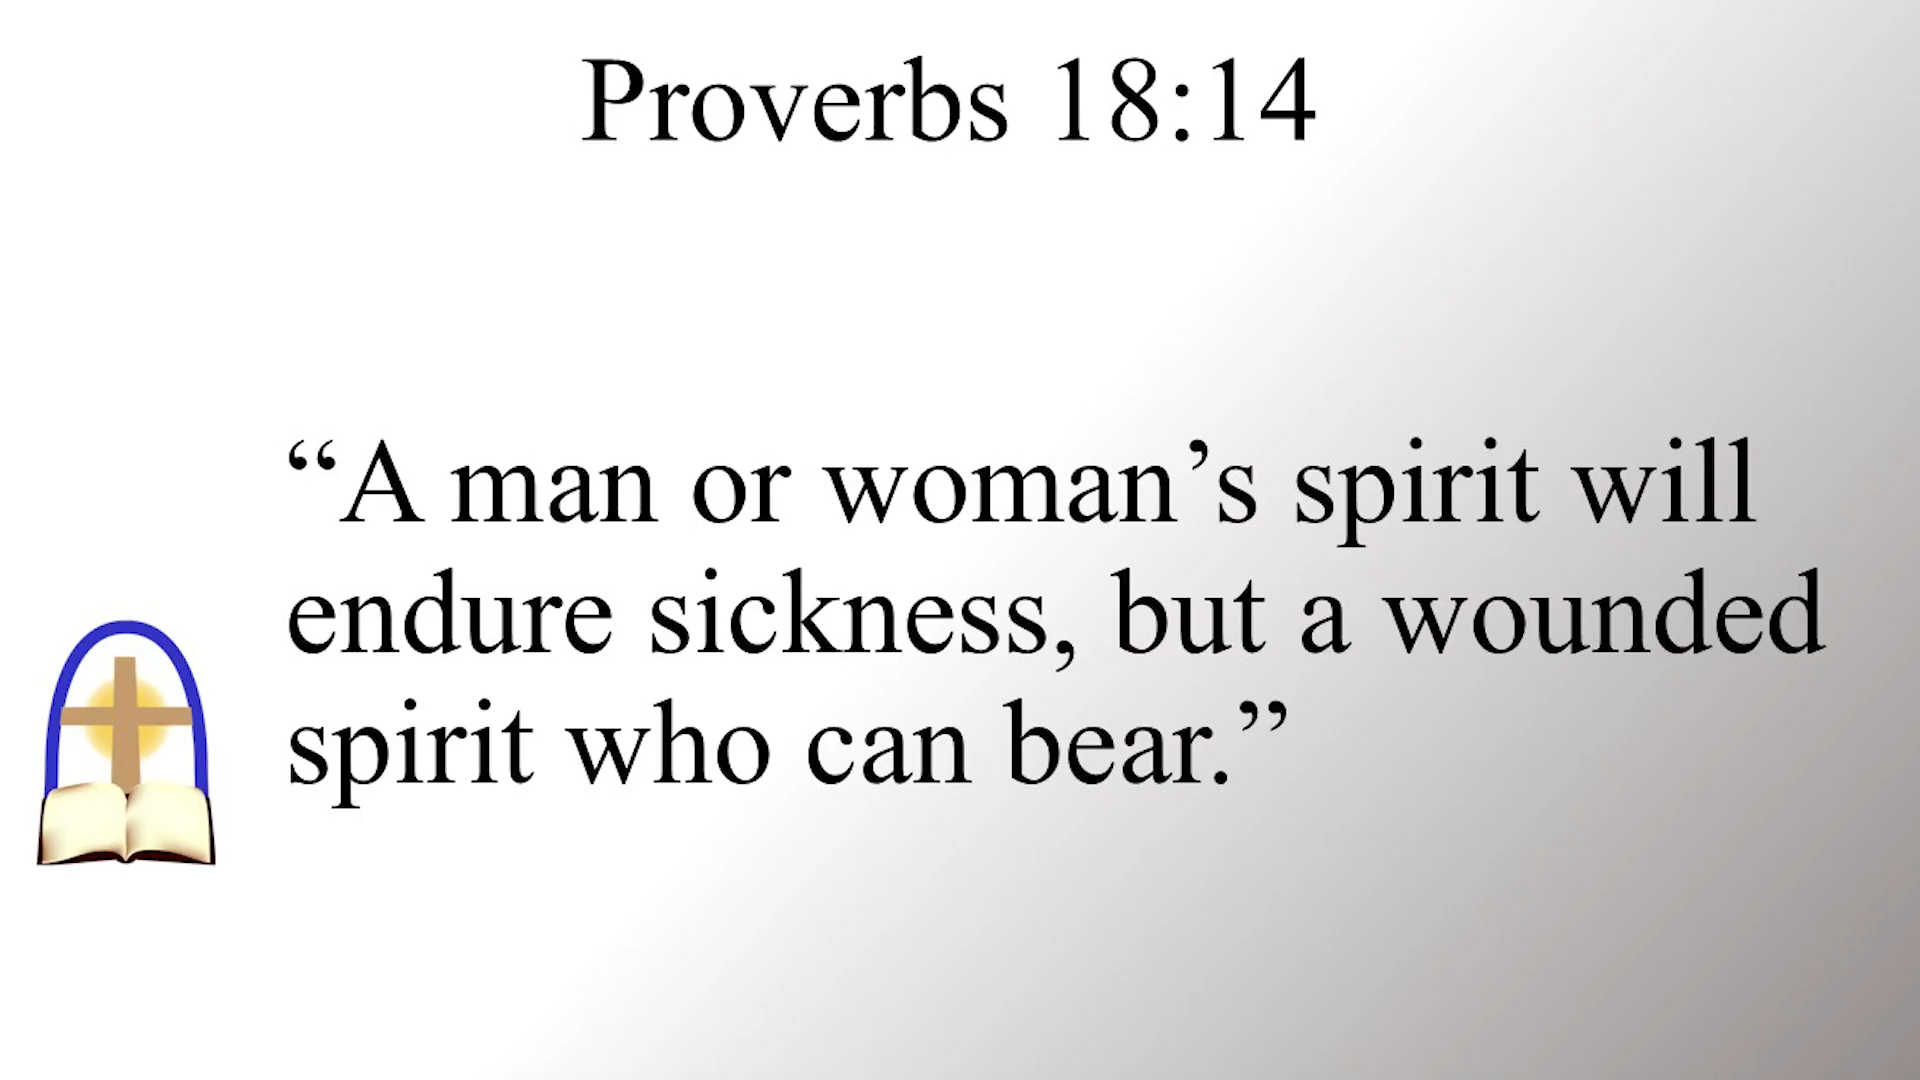 Proverbs 18:14
“A man or woman’s spirit will
endure sickness, but a wounded
spirit who can bear.”